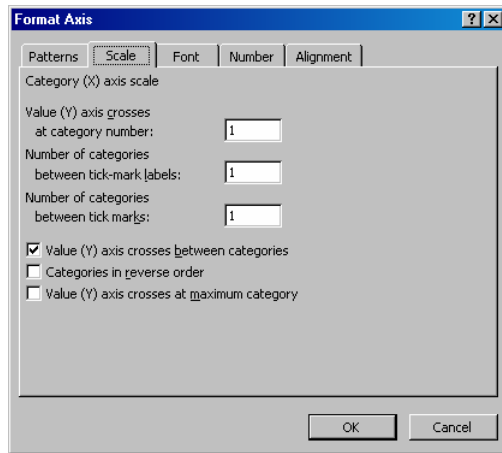 Format Axis
Patterns Scale Font Number Alignment
Category (X) axis scale
Value (Y) axis crosses
at category number: 1
Number of categories
between tick-mark labels: 1
Number of categories
between tick marks: 1
Value (Y) axis crosses between categories
Categories in reverse order
Value (Y) axis crosses at maximum category
OK Cancel